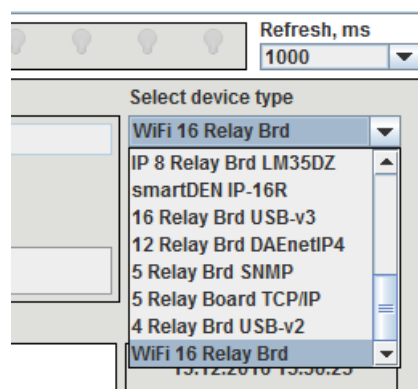 Refresh, ms
1000
Select device type
WiFi 16 Relay Brd
IP 8 Relay Brd LM35DZ
smartDEN IP-16R
16 Relay Brd USB-v3
12 Relay Brd DAEnetIP4
5 Relay Brd SNMP
5 Relay Board TCP/IP
4 Relay Brd USB-v2
WiFi 16 Relay Brd